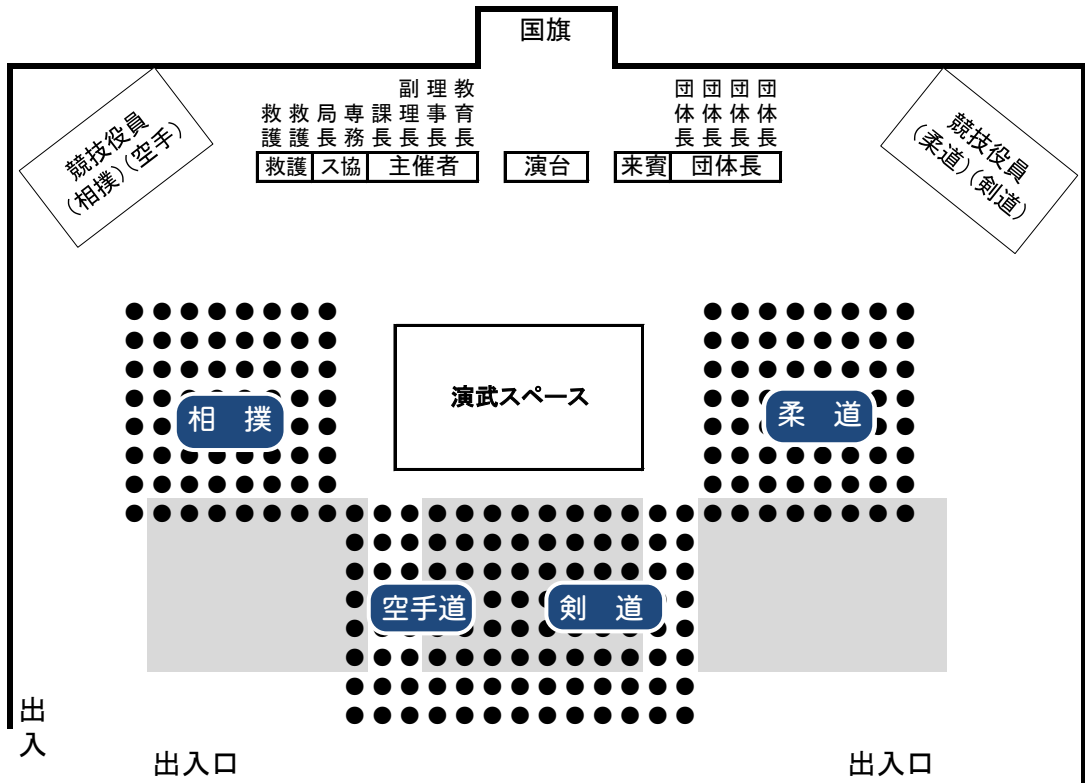 国旗
競技役員
(相撲)(空手)
救護
救護
局長
専務
課長
副理長
理事長
教育長
団体長
団体長
団体長
団体長
競技役員
(柔道)(剣道)
救護
ス協
主催者
演台
来賓
団体長
演武スペース
相 撲
柔 道
空手道
剣 道
出入
出入口
出入口